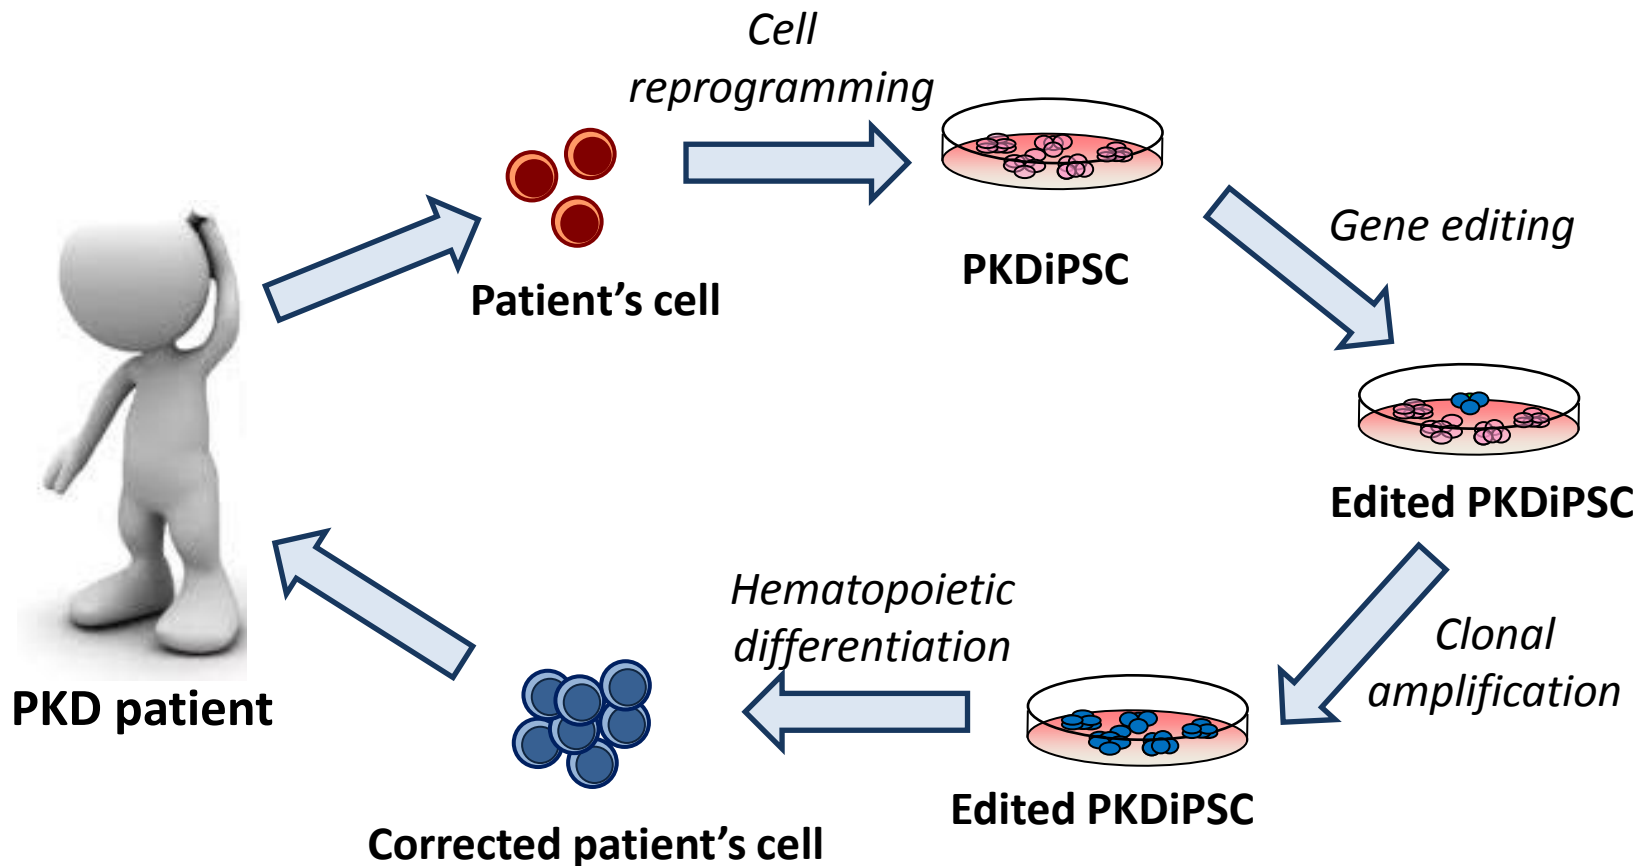 Cell
reprogramming
Patient’s cell
PKDiPSC
Gene editing
Edited PKDiPSC
Clonal
amplification
Edited PKDiPSC
Hematopoietic
differentiation
Corrected patient’s cell
PKD patient